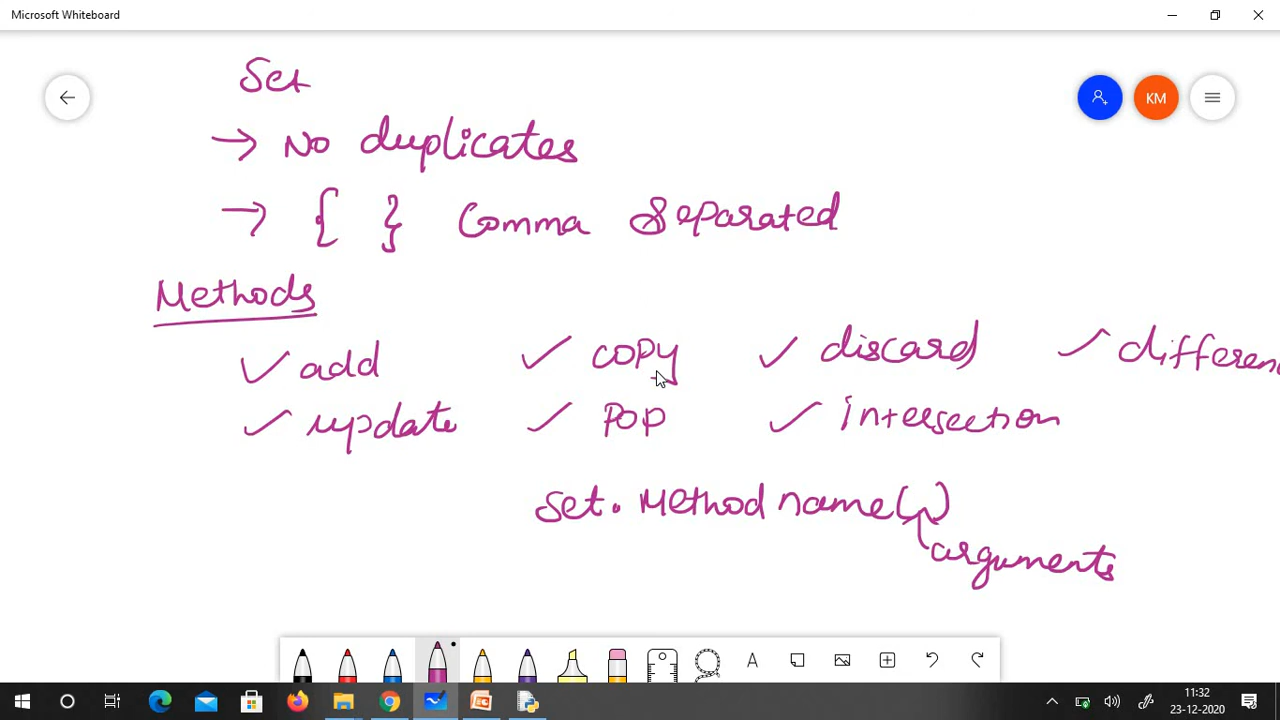 Microsoft Whiteboard
Set
→ No duplicates
→ { } Comma Separated
KM
Methods
✓ add ✓ copy ✓ discard ✓ differen
✓ update ✓ pop ✓ intersection
set. Method name( )
arguments
A
11:32
23-12-2020